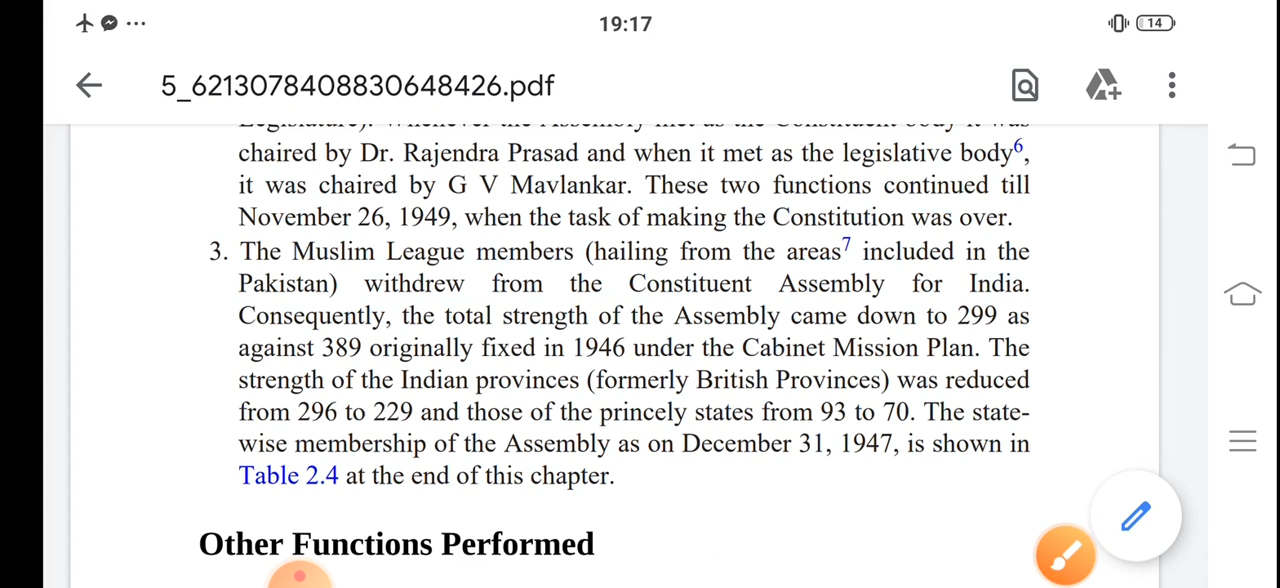 19:17
14
5_6213078408830648426.pdf
chaired by Dr. Rajendra Prasad and when it met as the legislative body6,
it was chaired by G V Mavlankar. These two functions continued till
November 26, 1949, when the task of making the Constitution was over.
3. The Muslim League members (hailing from the areas7 included in the
Pakistan) withdrew from the Constituent Assembly for India.
Consequently, the total strength of the Assembly came down to 299 as
against 389 originally fixed in 1946 under the Cabinet Mission Plan. The
strength of the Indian provinces (formerly British Provinces) was reduced
from 296 to 229 and those of the princely states from 93 to 70. The state-
wise membership of the Assembly as on December 31, 1947, is shown in
Table 2.4 at the end of this chapter.
Other Functions Performed